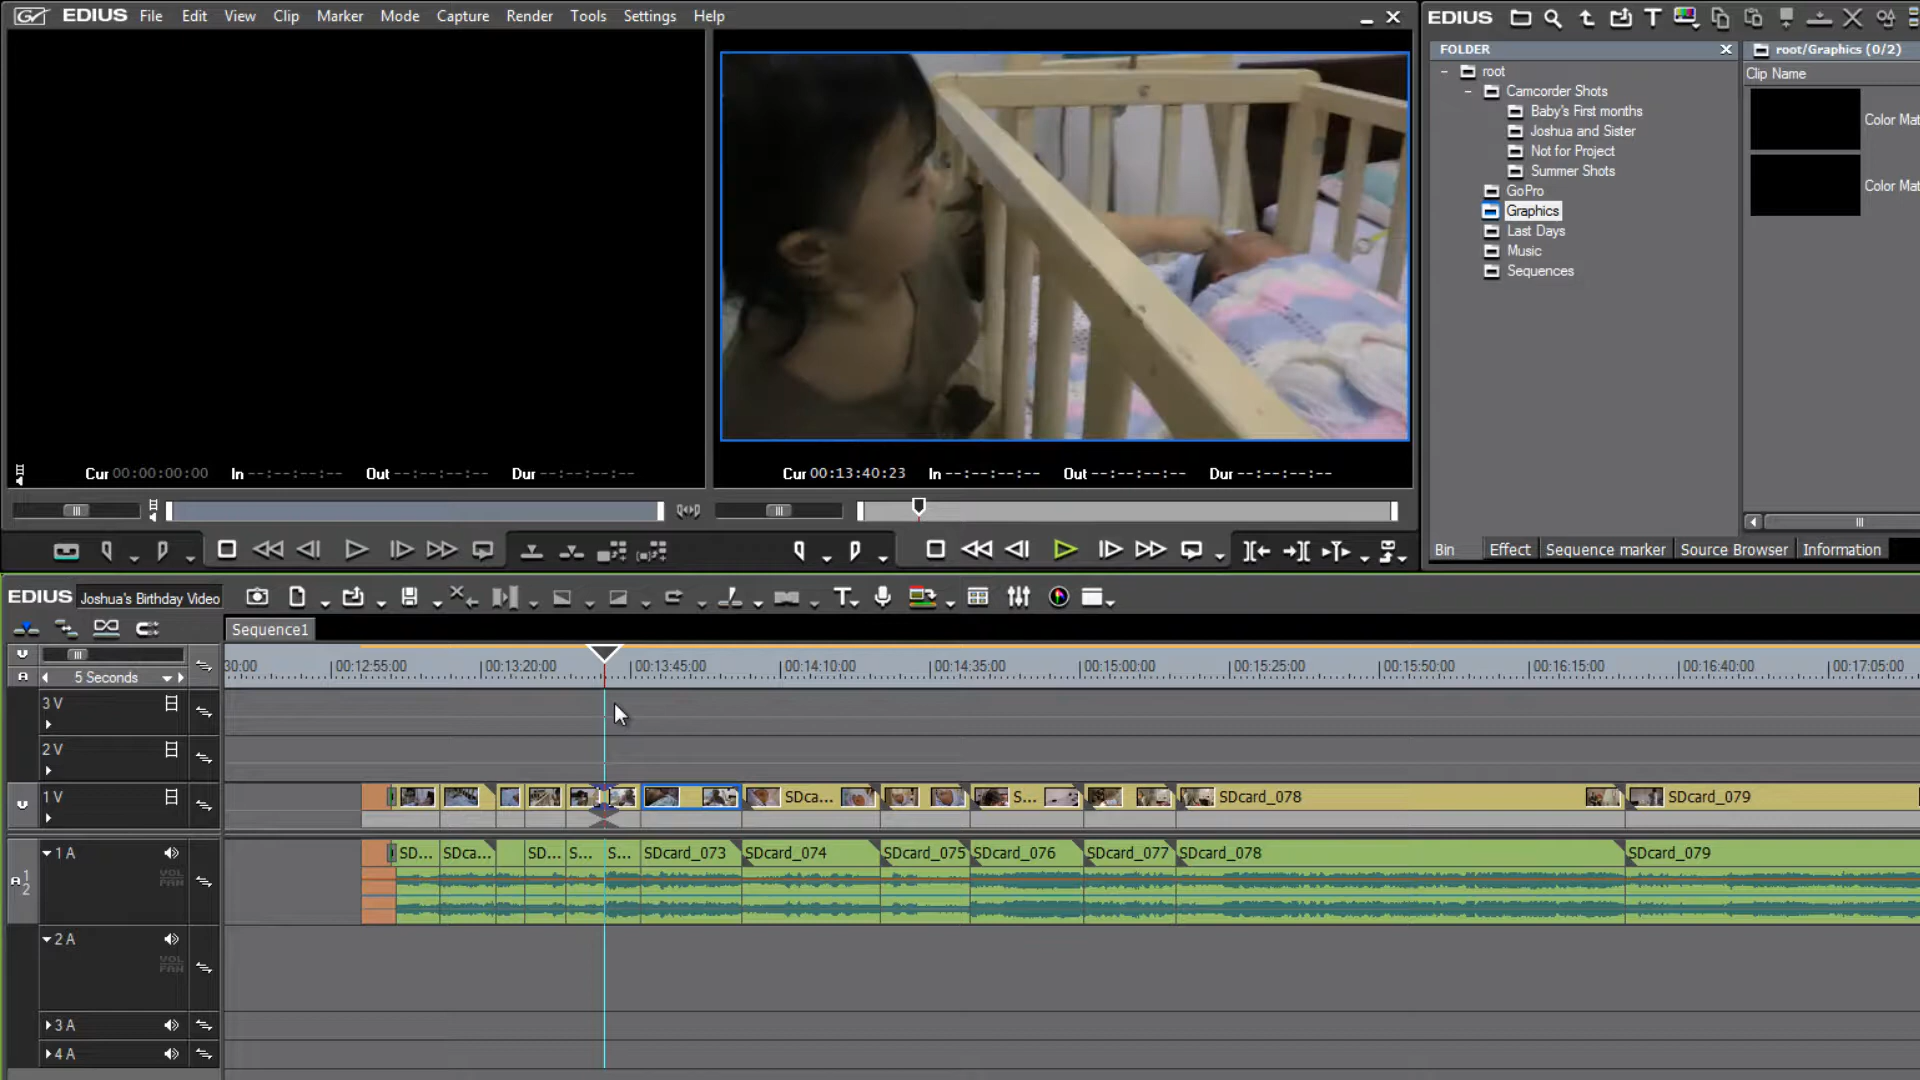 EDIUS File Edit View Clip Marker Mode Capture Render Tools Settings Help
EDIUS
FOLDER
root/Graphics (0/2)
root
Clip Name
Camcorder Shots
Baby's First months
Color Mat
Joshua and Sister
Not for Project
Summer Shots
Color Mat
GoPro
Graphics
Last Days
Music
Sequences
Cur 00:00:00:00 In --:--:--:-- Out --:--:--:-- Dur --:--:--:--
Cur 00:13:40:23 In --:--:--:-- Out --:--:--:-- Dur --:--:--:--
Bin Effect Sequence marker Source Browser Information
EDIUS Joshua's Birthday Video
Sequence1
30:00 00:12:55:00 00:13:20:00 00:13:45:00 00:14:10:00 00:14:35:00 00:15:00:00 00:15:25:00 00:15:50:00 00:16:15:00 00:16:40:00 00:17:05:00
5 Seconds
3 V
2 V
1 V
SDca... S... SDcard_078 SDcard_079
1 A
SD... SDca... SD... S... S... SDcard_073 SDcard_074 SDcard_075 SDcard_076 SDcard_077 SDcard_078 SDcard_079
A 1 2
VOL
PAN
2 A
VOL
PAN
3 A
4 A